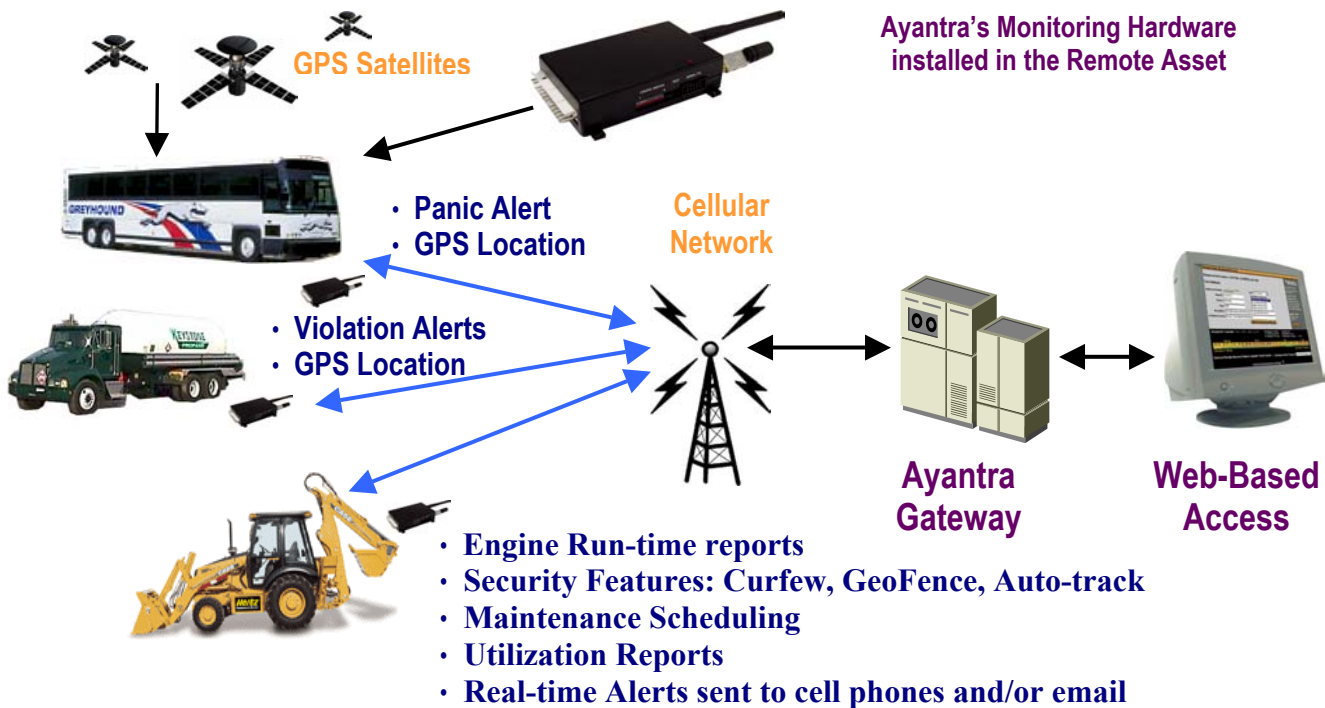 Ayantra's Monitoring Hardware
installed in the Remote Asset
GPS Satellites
GREYHOUND
• Panic Alert
• GPS Location
Cellular
Network
KEYSTONE
• Violation Alerts
• GPS Location
Ayantra
Gateway
Web-Based
Access
Hertz
• Engine Run-time reports
• Security Features: Curfew, GeoFence, Auto-track
• Maintenance Scheduling
• Utilization Reports
• Real-time Alerts sent to cell phones and/or email